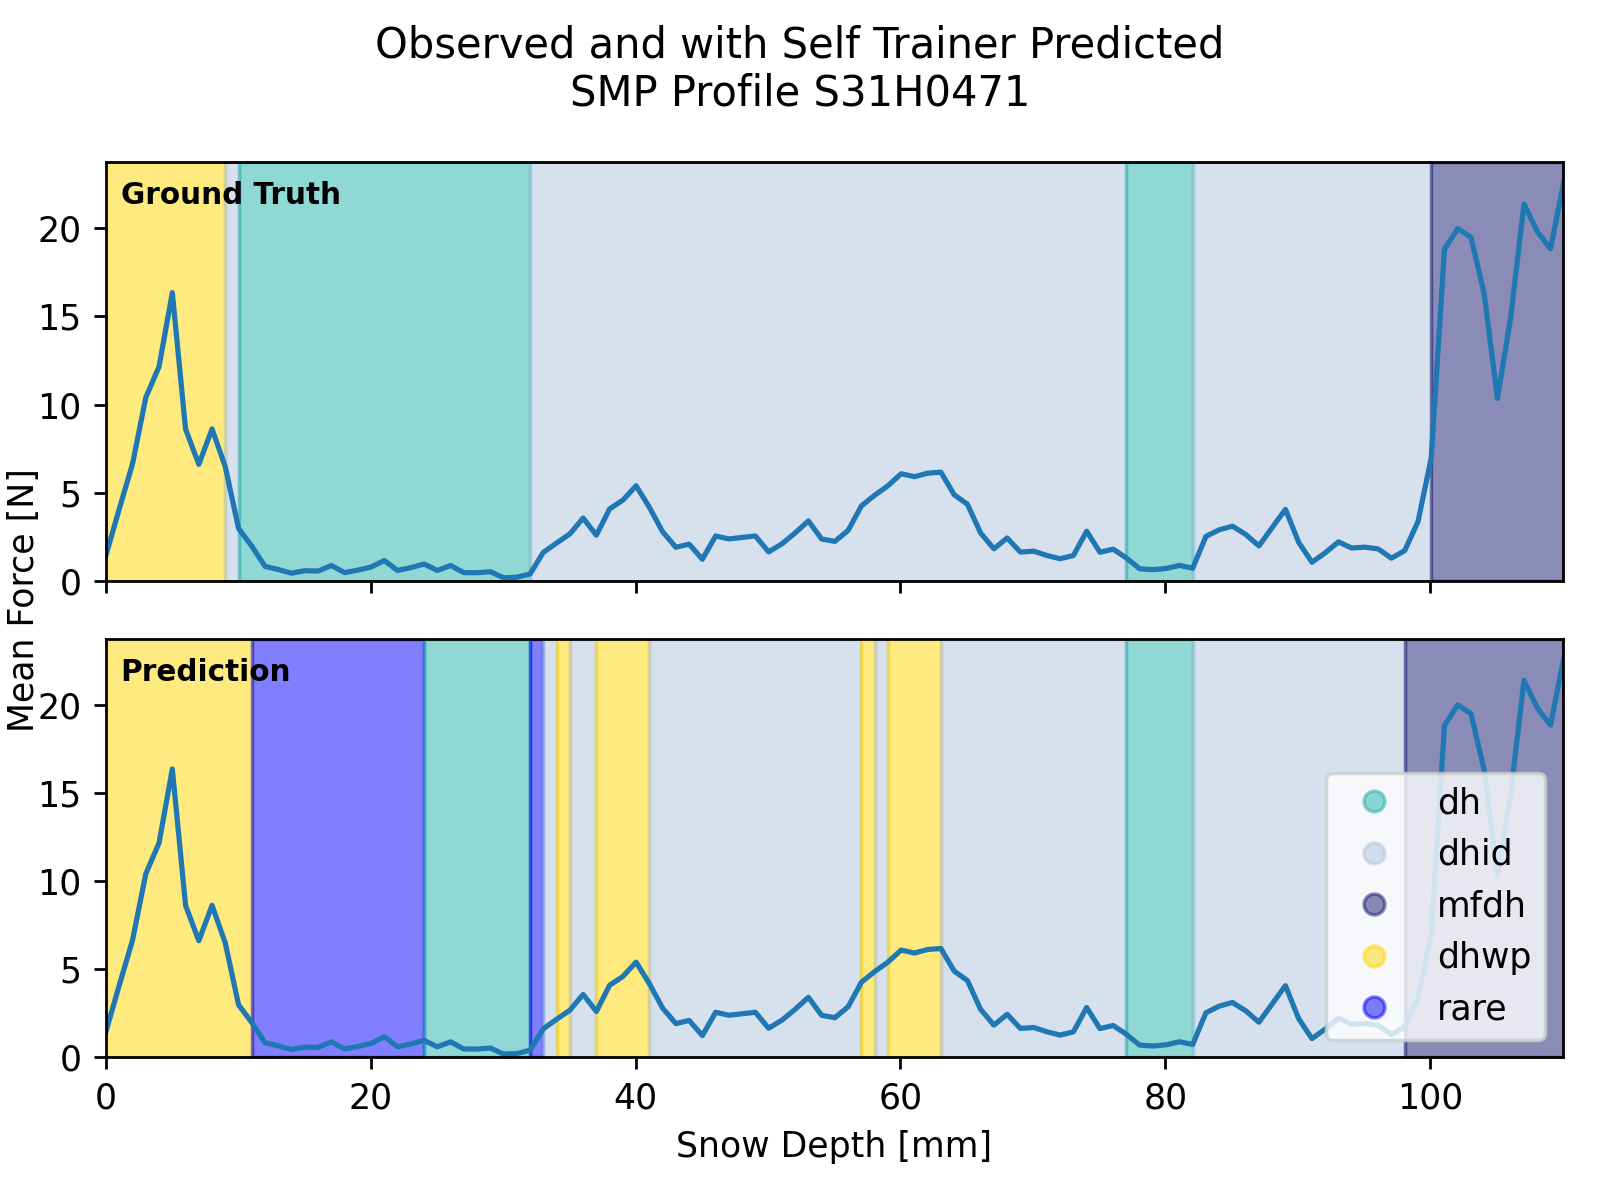 Observed and with Self Trainer Predicted
SMP Profile S31H0471
Ground Truth
20
15
10
5
0
Mean Force [N]
Prediction
20
15
10
5
0
dh
dhid
mfdh
dhwp
rare
0 20 40 60 80 100
Snow Depth [mm]